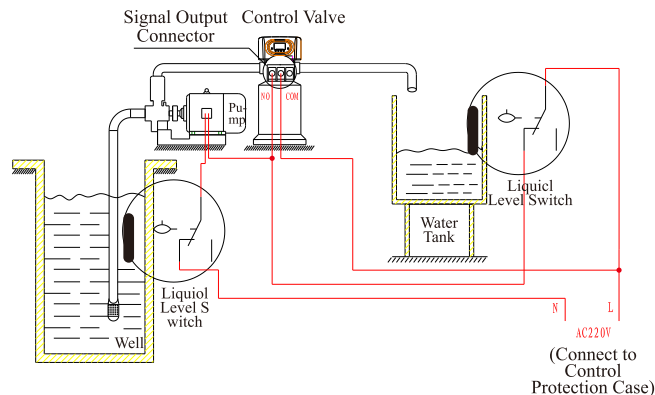 Signal Output
Connector
Control Valve
NO
COM
Pu-
mp
Liquicl
Level Switch
Water
Tank
Liquiol
Level S
witch
Well
N
L
AC220V
(Connect to
Control
Protection Case)